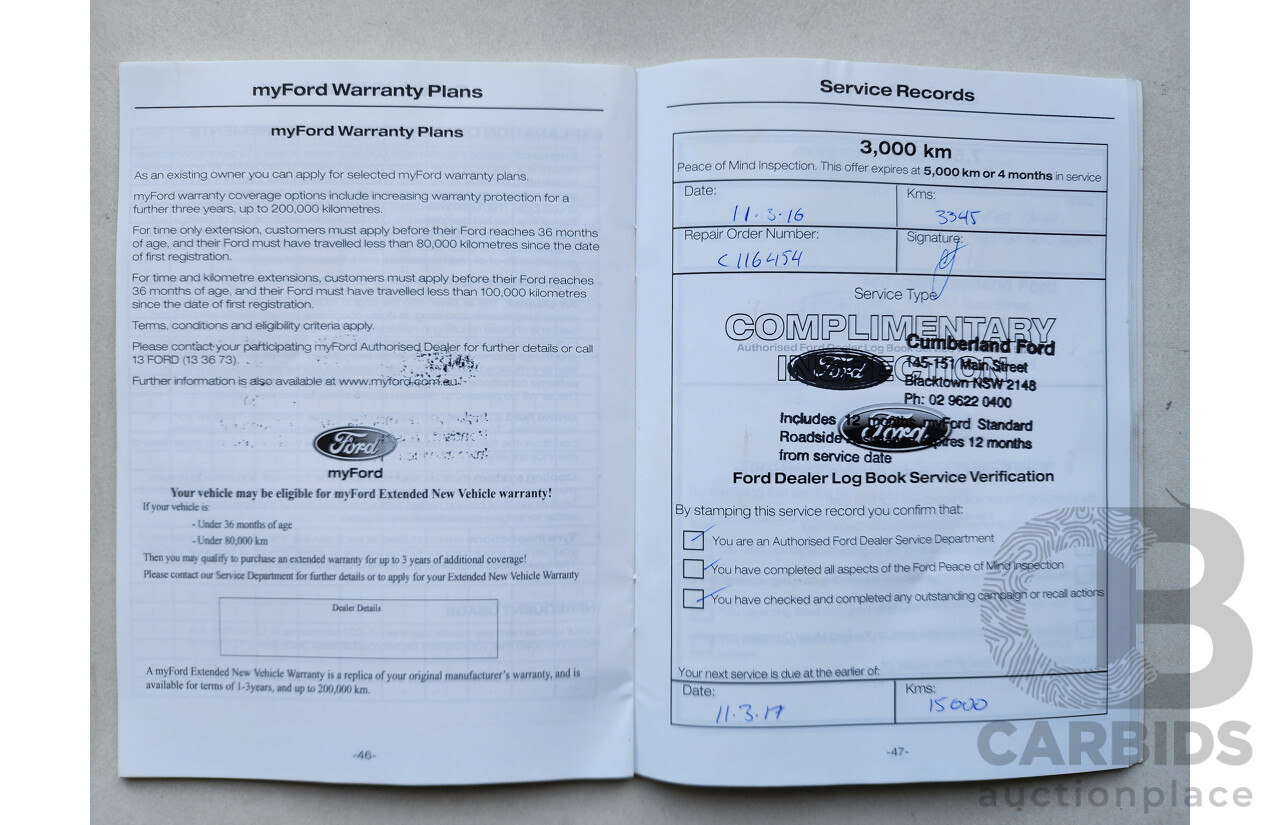 myFord Warranty Plans
myFord Warranty Plans
As an existing owner you can apply for selected myFord warranty plans.
myFord warranty coverage options include increasing warranty protection for a
further three years, up to 200,000 kilometres.
For time only extension, customers must apply before their Ford reaches 36 months
of age, and their Ford must have travelled less than 80,000 kilometres since the date
of first registration.
For time and kilometre extensions, customers must apply before their Ford reaches
36 months of age, and their Ford must have travelled less than 100,000 kilometres
since the date of first registration.
Terms, conditions and eligibility criteria apply.
Please contact your participating myFord Authorised Dealer for further details or call
13 FORD (13 36 73).
Further information is also available at www.myford.com.au.
Ford
myFord
Your vehicle may be eligible for myFord Extended New Vehicle warranty!
If your vehicle is:
- Under 36 months of age
- Under 80,000 km
Then you may qualify to purchase an extended warranty for up to 3 years of additional coverage!
Please contact our Service Department for further details or to apply for your Extended New Vehicle Warranty
Dealer Details
A myFord Extended New Vehicle Warranty is a replica of your original manufacturer's warranty, and is
available for terms of 1-3years, and up to 200,000 km.
-46-
Service Records
3,000 km
Peace of Mind Inspection. This offer expires at 5,000 km or 4 months in service
Date: Kms:
11.3.16 3345
Repair Order Number: Signature:
C116454
Service Type
COMPLIMENTARY
Authorised Ford Dealer Log Book Service
INSPECTION
Ford
Cumberland Ford
145-151 Main Street
Blacktown NSW 2148
Ph: 02 9622 0400
Includes 12 months myFord Standard
Roadside expires 12 months
from service date
Ford
Ford Dealer Log Book Service Verification
By stamping this service record you confirm that:
You are an Authorised Ford Dealer Service Department
You have completed all aspects of the Ford Peace of Mind Inspection
You have checked and completed any outstanding campaign or recall actions
Your next service is due at the earlier of:
Date: Kms:
11.3.17 15000
-47-
CB
CARBIDS
auctionplace